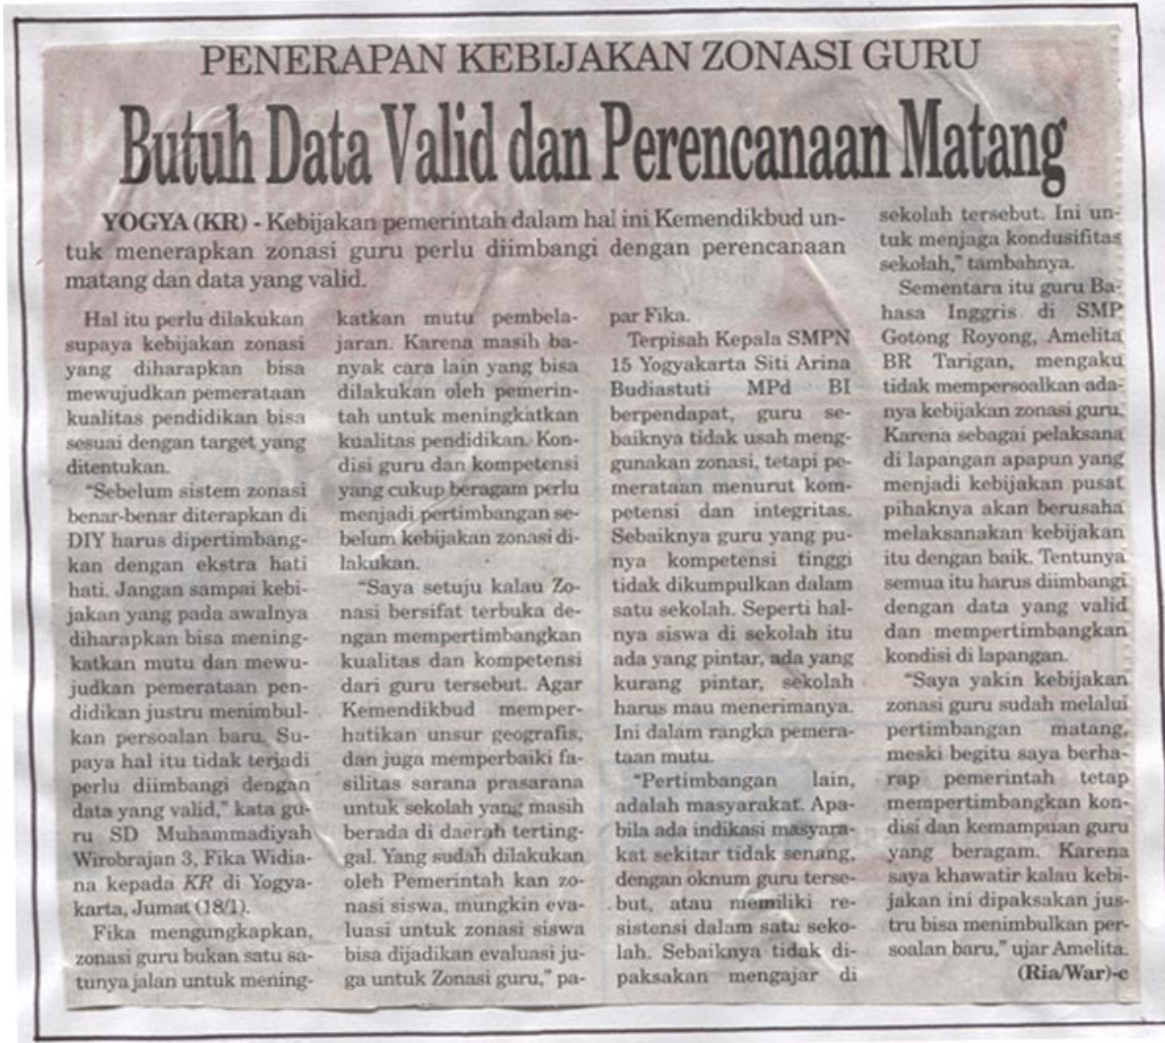 PENERAPAN KEBIJAKAN ZONASI GURU
Butuh Data Valid dan Perencanaan Matang
YOGYA (KR) - Kebijakan pemerintah dalam hal ini Kemendikbud un-
tuk menerapkan zonasi guru perlu diimbangi dengan perencanaan
matang dan data yang valid.
Hal itu perlu dilakukan
supaya kebijakan zonasi
yang diharapkan bisa
mewujudkan pemerataan
kualitas pendidikan bisa
sesuai dengan target yang
ditentukan.
"Sebelum sistem zonasi
benar-benar diterapkan di
DIY harus dipertimbang-
kan dengan ekstra hati
hati. Jangan sampai kebi-
jakan yang pada awalnya
diharapkan bisa mening-
katkan mutu dan mewu-
judkan pemerataan pen-
didikan justru menimbul-
kan persoalan baru. Su-
paya hal itu tidak terjadi
perlu diimbangi dengan
data yang valid," kata gu-
ru SD Muhammadiyah
Wirobrajan 3, Fika Widia-
na kepada KR di Yogya-
karta, Jumat (18/1).
Fika mengungkapkan,
zonasi guru bukan satu sa-
tunya jalan untuk mening-
katkan mutu pembela-
jaran. Karena masih ba-
nyak cara lain yang bisa
dilakukan oleh pemerin-
tah untuk meningkatkan
kualitas pendidikan. Kon-
disi guru dan kompetensi
yang cukup beragam perlu
menjadi pertimbangan se-
belum kebijakan zonasi di-
lakukan.
"Saya setuju kalau Zo-
nasi bersifat terbuka de-
ngan mempertimbangkan
kualitas dan kompetensi
dari guru tersebut. Agar
Kemendikbud memper-
hatikan unsur geografis,
dan juga memperbaiki fa-
silitas sarana prasarana
untuk sekolah yang masih
berada di daerah terting-
gal. Yang sudah dilakukan
oleh Pemerintah kan zo-
nasi siswa, mungkin eva-
luasi untuk zonasi siswa
bisa dijadikan evaluasi ju-
ga untuk Zonasi guru," pa-
par Fika.
Terpisah Kepala SMPN
15 Yogyakarta Siti Arina
Budiastuti MPd BI
berpendapat, guru se-
baiknya tidak usah meng-
gunakan zonasi, tetapi pe-
merataan menurut kom-
petensi dan integritas.
Sebaiknya guru yang pu-
nya kompetensi tinggi
tidak dikumpulkan dalam
satu sekolah. Seperti hal-
nya siswa di sekolah itu
ada yang pintar, ada yang
kurang pintar, sekolah
harus mau menerimanya.
Ini dalam rangka pemera-
taan mutu.
"Pertimbangan lain,
adalah masyarakat. Apa-
bila ada indikasi masyara-
kat sekitar tidak senang,
dengan oknum guru terse-
but, atau memiliki re-
sistensi dalam satu seko-
lah. Sebaiknya tidak di-
paksakan mengajar di
sekolah tersebut. Ini un-
tuk menjaga kondusifitas
sekolah," tambahnya.
Sementara itu guru Ba-
hasa Inggris di SMP
Gotong Royong, Amelita
BR Tarigan, mengaku
tidak mempersoalkan ada-
nya kebijakan zonasi guru.
Karena sebagai pelaksana
di lapangan apapun yang
menjadi kebijakan pusat
pihaknya akan berusaha
melaksanakan kebijakan
itu dengan baik. Tentunya
semua itu harus diimbangi
dengan data yang valid
dan mempertimbangkan
kondisi di lapangan.
"Saya yakin kebijakan
zonasi guru sudah melalui
pertimbangan matang,
meski begitu saya berha-
rap pemerintah tetap
mempertimbangkan kon-
disi dan kemampuan guru
yang beragam. Karena
saya khawatir kalau kebi-
jakan ini dipaksakan jus-
tru bisa menimbulkan per-
soalan baru," ujar Amelita.
(Ria/War)-c